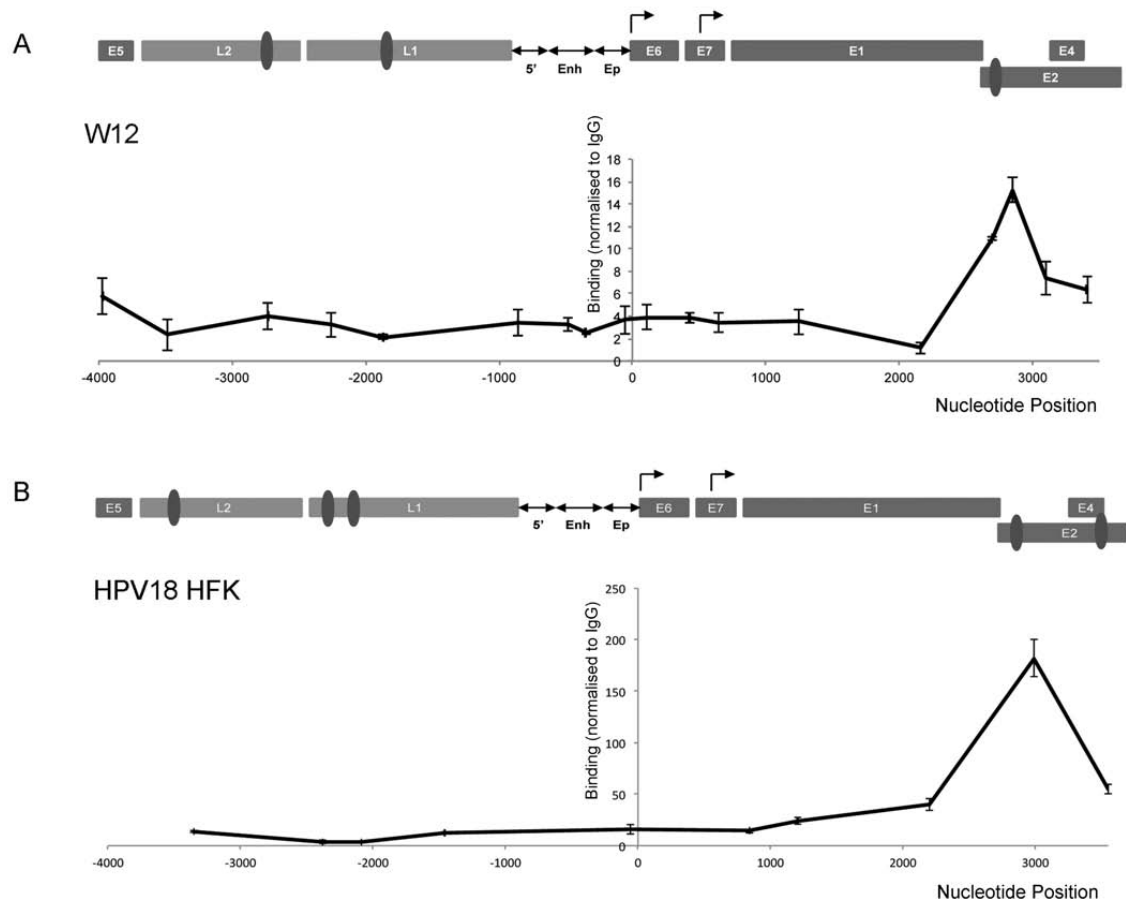 A
E5 L2 L1 E6 E7 E1 E4
5' Enh Ep E2
W12
Binding (normalised to IgG)
18
16
14
12
10
8
6
4
2
0
-4000 -3000 -2000 -1000 0 1000 2000 3000
Nucleotide Position
B
E5 L2 L1 E6 E7 E1 E4
5' Enh Ep E2
HPV18 HFK
Binding (normalised to IgG)
250
200
150
100
50
0
-4000 -3000 -2000 -1000 0 1000 2000 3000
Nucleotide Position